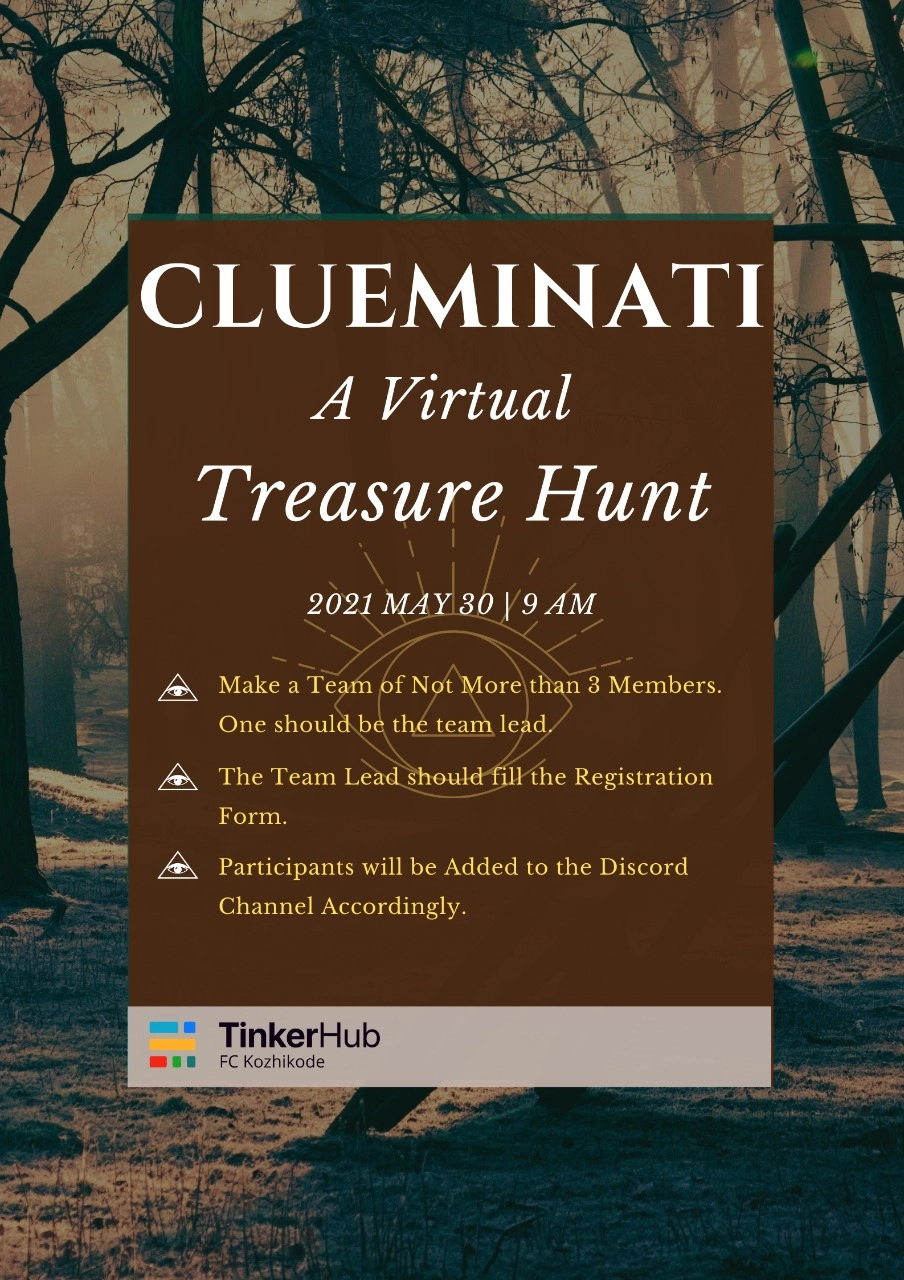 CLUEMINATI
A Virtual
Treasure Hunt
2021 MAY 30 | 9 AM
Make a Team of Not More than 3 Members.
One should be the team lead.
The Team Lead should fill the Registration
Form.
Participants will be Added to the Discord
Channel Accordingly.
TinkerHub
FC Kozhikode